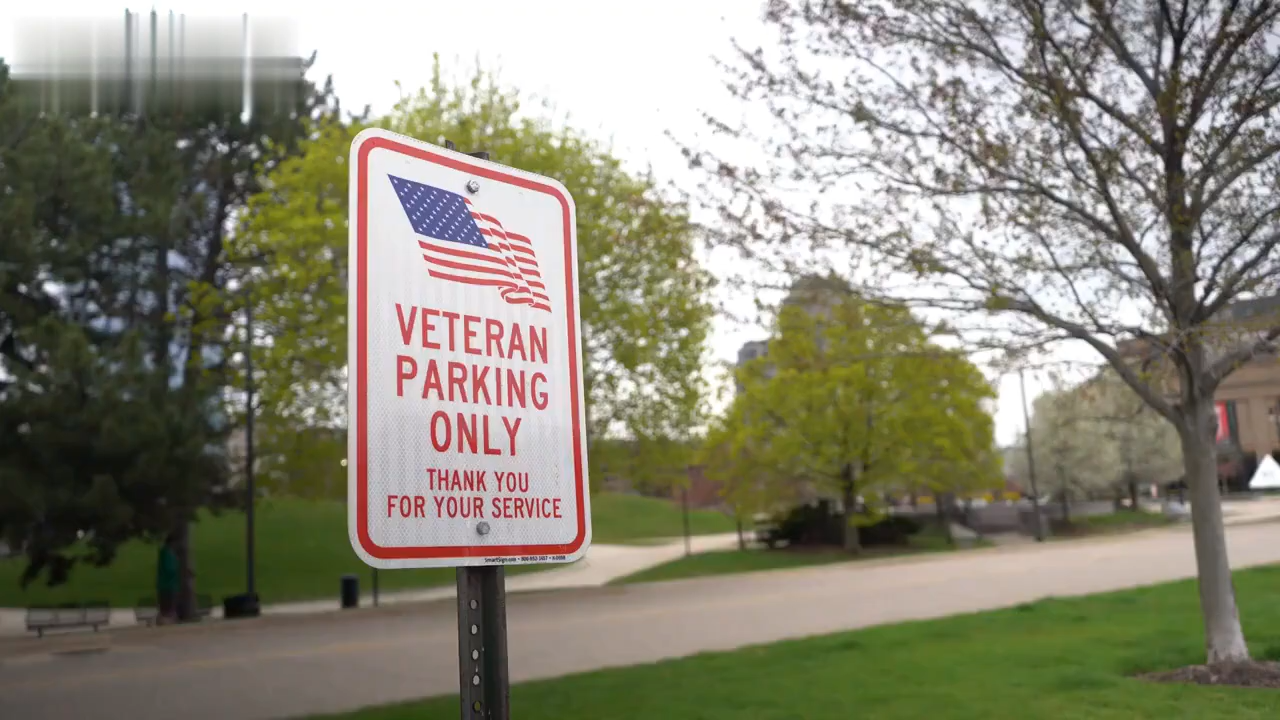 VETERAN
PARKING
ONLY
THANK YOU
FOR YOUR SERVICE